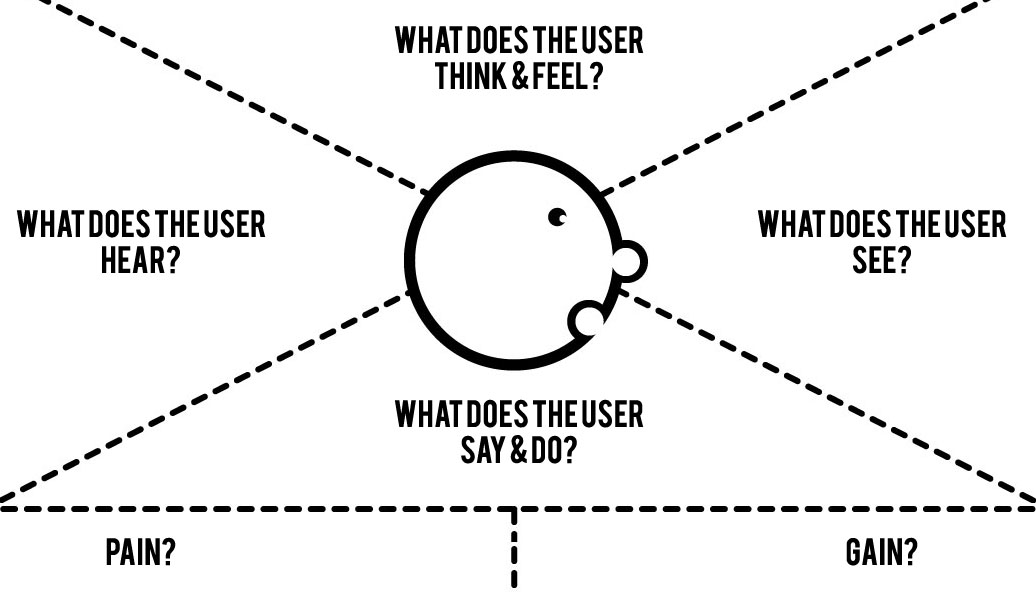 WHAT DOES THE USER
THINK & FEEL?
WHAT DOES THE USER
HEAR?
WHAT DOES THE USER
SEE?
WHAT DOES THE USER
SAY & DO?
PAIN?
GAIN?